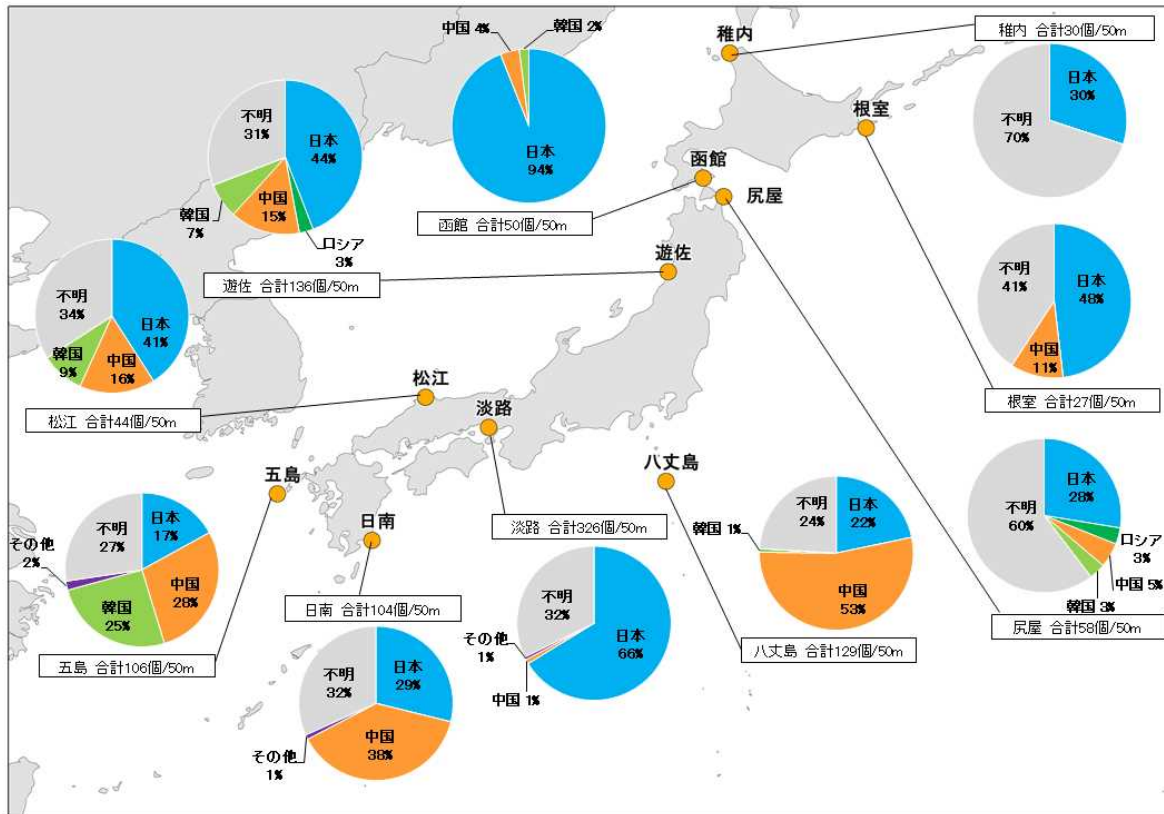 中国 4%
韓国 2%
日本
94%
函館 合計50個/50m
稚内
稚内 合計30個/50m
日本
30%
不明
70%
根室
函館
尻屋
遊佐
不明
31%
日本
44%
韓国
7%
中国
15%
ロシア
3%
遊佐 合計136個/50m
不明
41%
日本
48%
中国
11%
根室 合計27個/50m
不明
34%
日本
41%
韓国
9%
中国
16%
松江 合計44個/50m
松江
淡路
八丈島
五島
日南
不明
60%
日本
28%
ロシア
3%
中国 5%
韓国 3%
尻屋 合計58個/50m
淡路 合計326個/50m
不明
32%
日本
66%
その他
1%
中国 1%
韓国 1%
不明
24%
日本
22%
中国
53%
八丈島 合計129個/50m
その他
2%
不明
27%
日本
17%
韓国
25%
中国
28%
五島 合計106個/50m
日南 合計104個/50m
不明
32%
日本
29%
その他
1%
中国
38%